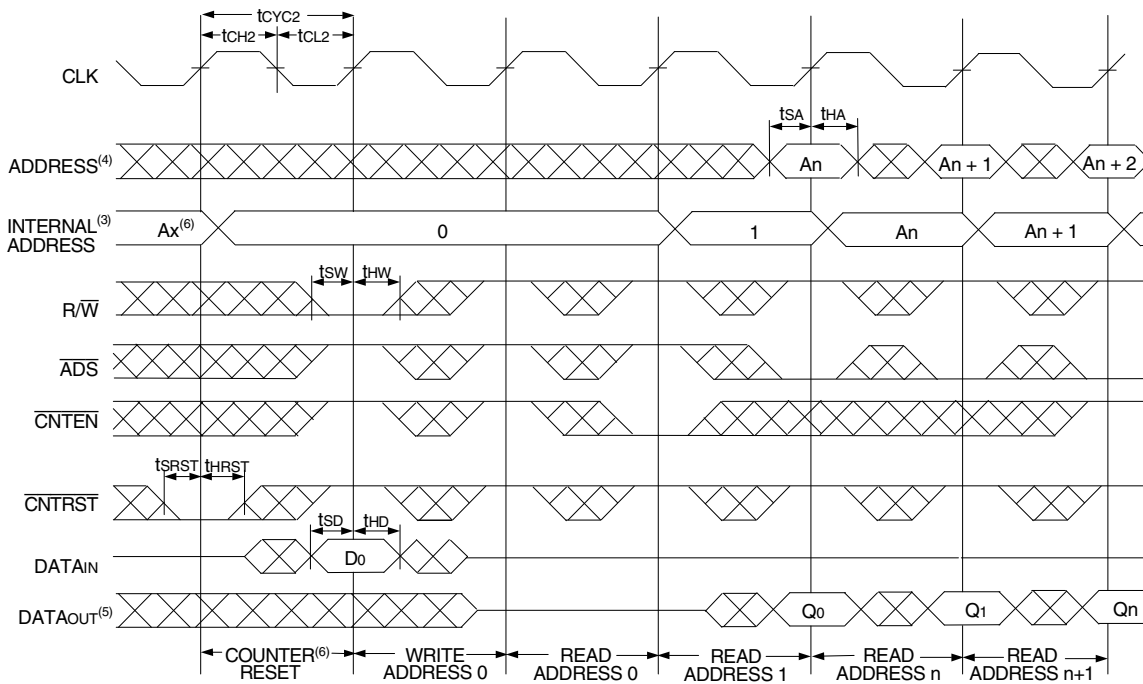 tCYC2
tCH2 tCL2
CLK
tSA tHA
ADDRESS(4) An An + 1 An + 2
INTERNAL(3) ADDRESS Ax(6) 0 1 An An + 1
tSW tHW
R/W
ADS
CNTEN
tSRST tHRST
CNTRST
tSD tHD
DATAIN D0
DATAOUT(5) Q0 Q1 Qn
COUNTER(6) RESET
WRITE ADDRESS 0
READ ADDRESS 0
READ ADDRESS 1
READ ADDRESS n
READ ADDRESS n+1